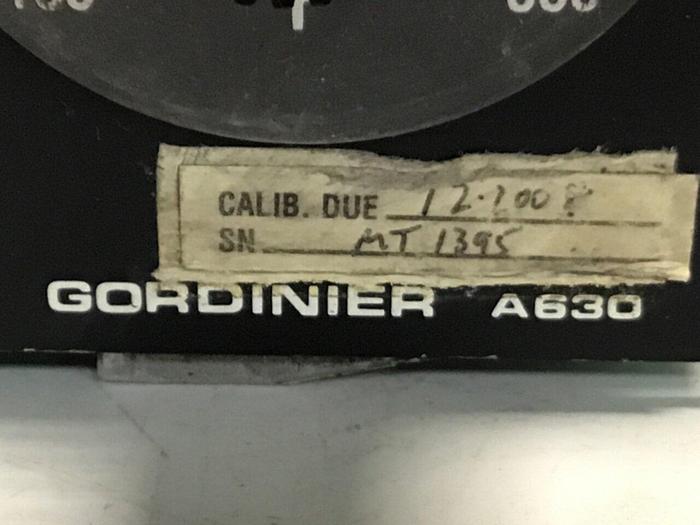 CALIB. DUE 12.2008
SN MT 1395
GORDINIER A630